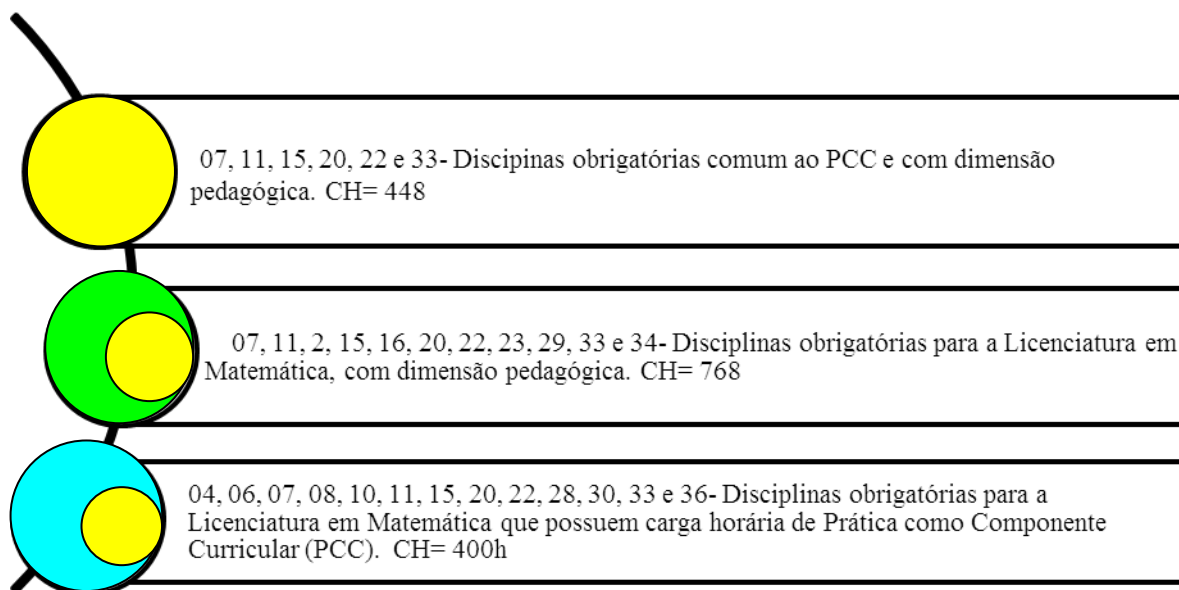 07, 11, 15, 20, 22 e 33- Discipinas obrigatórias comum ao PCC e com dimensão
pedagógica. CH= 448
07, 11, 2, 15, 16, 20, 22, 23, 29, 33 e 34- Disciplinas obrigatórias para a Licenciatura em
Matemática, com dimensão pedagógica. CH= 768
04, 06, 07, 08, 10, 11, 15, 20, 22, 28, 30, 33 e 36- Disciplinas obrigatórias para a
Licenciatura em Matemática que possuem carga horária de Prática como Componente
Curricular (PCC).  CH= 400h